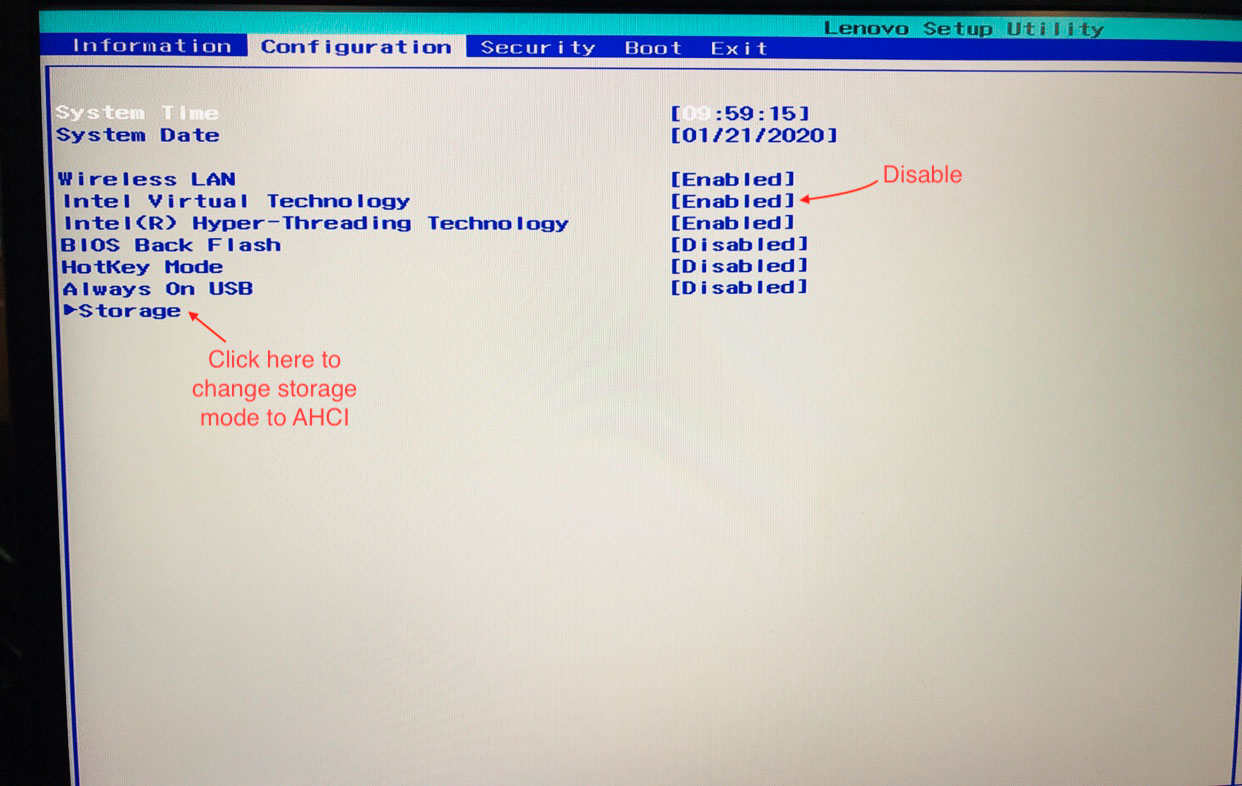 Lenovo Setup Utility
Information Configuration Security Boot Exit
System Time [09:59:15]
System Date [01/21/2020]
Wireless LAN [Enabled]
Disable
Intel Virtual Technology [Enabled]
Intel(R) Hyper-Threading Technology [Enabled]
BIOS Back Flash [Disabled]
HotKey Mode [Disabled]
Always On USB [Disabled]
▶Storage
Click here to
change storage
mode to AHCI